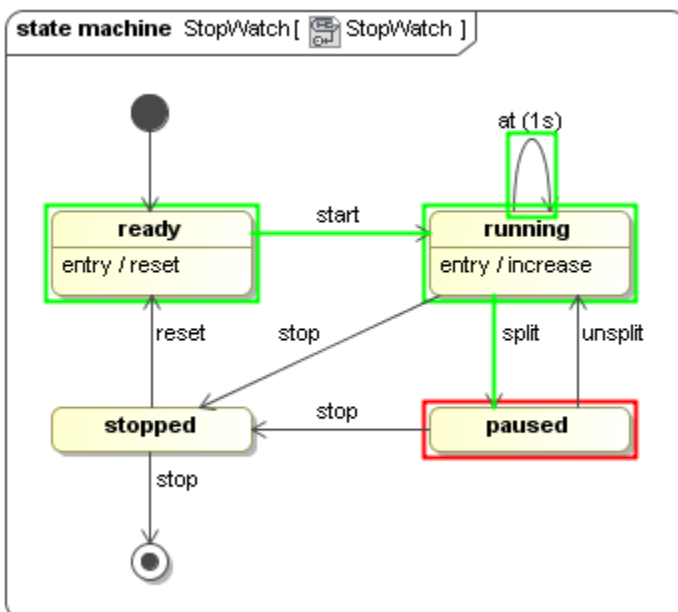 state machine StopWatch [ StopWatch ]
at (1s)
ready
start
running
entry / reset
entry / increase
reset
stop
split
unsplit
stopped
stop
paused
stop